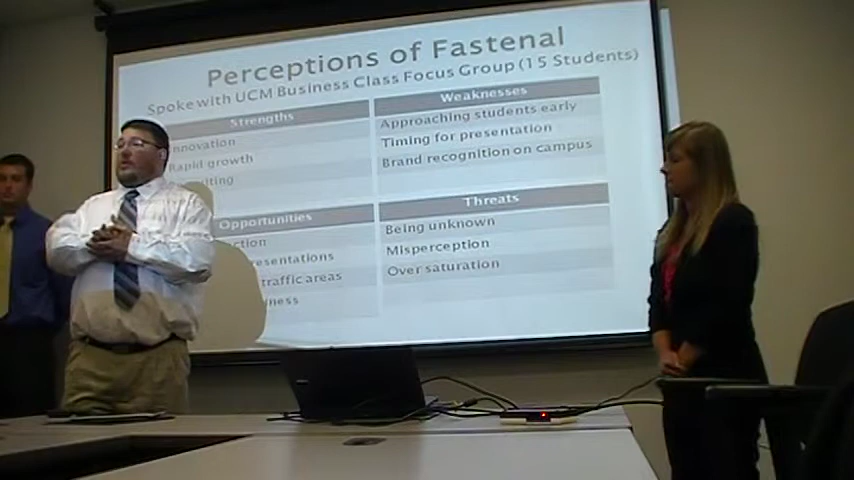 Perceptions of Fastenal
Spoke with UCM Business Class Focus Group (15 Students)
Strengths
Innovation
Rapid growth
Weaknesses
Approaching students early
Timing for presentation
Brand recognition on campus
Opportunities
traffic areas
Threats
Being unknown
Misperception
Over saturation